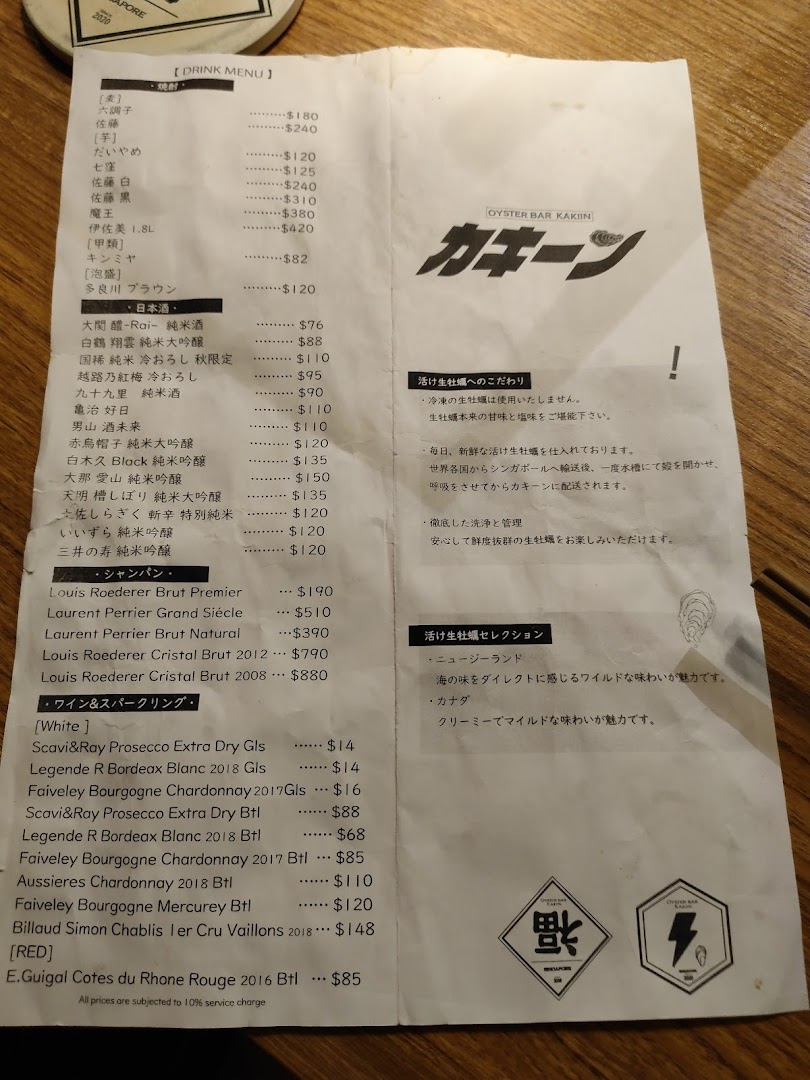 SINGAPORE
2020
【 DRINK MENU 】
・焼酎・
[麦]
六調子 ………$180
佐藤 ………$240
[芋]
だいやめ ………$120
七窪 ………$125
佐藤 白 ………$240
佐藤 黒 ………$310
魔王 ………$380
伊佐美 1.8L ………$420
[甲類]
キンミヤ ………$82
[泡盛]
多良川 ブラウン ………$120
・日本酒・
大関 醴-Rai- 純米酒 ……… $76
白鶴 翔雲 純米大吟醸 ……… $88
国稀 純米 冷おろし 秋限定 ……… $110
越路乃紅梅 冷おろし ……… $95
九十九里 純米酒 ……… $90
亀治 好日 ……… $110
男山 酒未来 ……… $110
赤烏帽子 純米大吟醸 ……… $120
白木久 Black 純米吟醸 ……… $135
大那 愛山 純米吟醸 ……… $150
天明 槽しぼり 純米大吟醸 ……… $135
土佐しらぎく 斬辛 特別純米 ……… $120
いいずら 純米吟醸 ……… $120
三井の寿 純米吟醸 ……… $120
・シャンパン・
Louis Roederer Brut Premier … $190
Laurent Perrier Grand Siécle … $510
Laurent Perrier Brut Natural …$390
Louis Roederer Cristal Brut 2012 … $790
Louis Roederer Cristal Brut 2008 … $880
・ワイン&スパークリング・
[White ]
Scavi&Ray Prosecco Extra Dry Gls …… $14
Legende R Bordeax Blanc 2018 Gls …… $14
Faiveley Bourgogne Chardonnay 2017Gls … $16
Scavi&Ray Prosecco Extra Dry Btl …… $88
Legende R Bordeax Blanc 2018 Btl …… $68
Faiveley Bourgogne Chardonnay 2017 Btl … $85
Aussieres Chardonnay 2018 Btl …… $110
Faiveley Bourgogne Mercurey Btl …… $120
Billaud Simon Chablis 1er Cru Vaillons 2018… $148
[RED]
E.Guigal Cotes du Rhone Rouge 2016 Btl … $85
All prices are subjected to 10% service charge
OYSTER BAR KAKIIN
カキーン
!
活け生牡蠣へのこだわり
・冷凍の生牡蠣は使用いたしません。
生牡蠣本来の甘味と塩味をご堪能下さい。
・毎日、新鮮な活け生牡蠣を仕入れております。
世界各国からシンガポールへ輸送後、一度水槽にて殻を開かせ、
呼吸をさせてからカキーンに配送されます。
・徹底した洗浄と管理
安心して鮮度抜群の生牡蠣をお楽しみいただけます。
活け生牡蠣セレクション
・ニュージーランド
海の味をダイレクトに感じるワイルドな味わいが魅力です。
・カナダ
クリーミーでマイルドな味わいが魅力です。
OYSTER BAR
KAKIIN
福
SINGAPORE
2020
OYSTER BAR
KAKIIN
SINGAPORE
2020